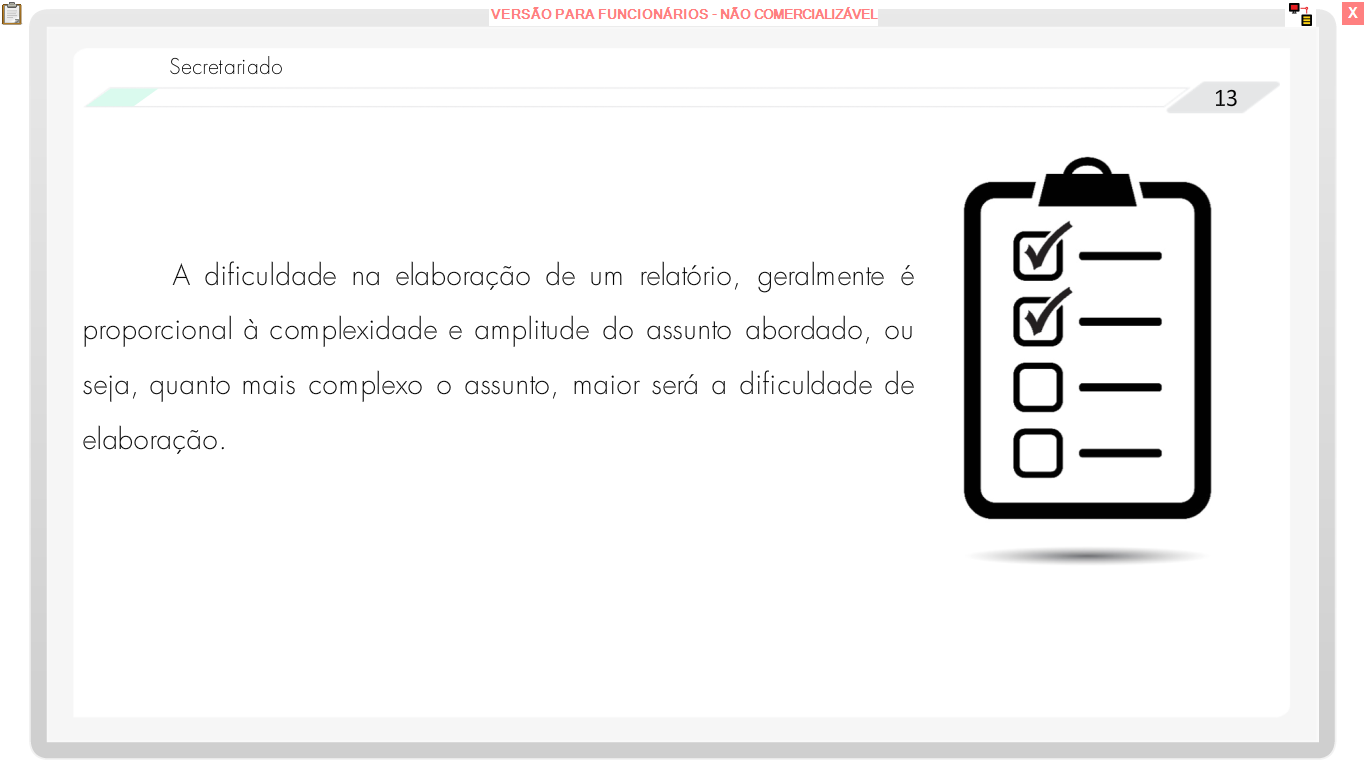 VERSÃO PARA FUNCIONÁRIOS - NÃO COMERCIALIZÁVEL
X
Secretariado
13
A dificuldade na elaboração de um relatório, geralmente é
proporcional à complexidade e amplitude do assunto abordado, ou
seja, quanto mais complexo o assunto, maior será a dificuldade de
elaboração.